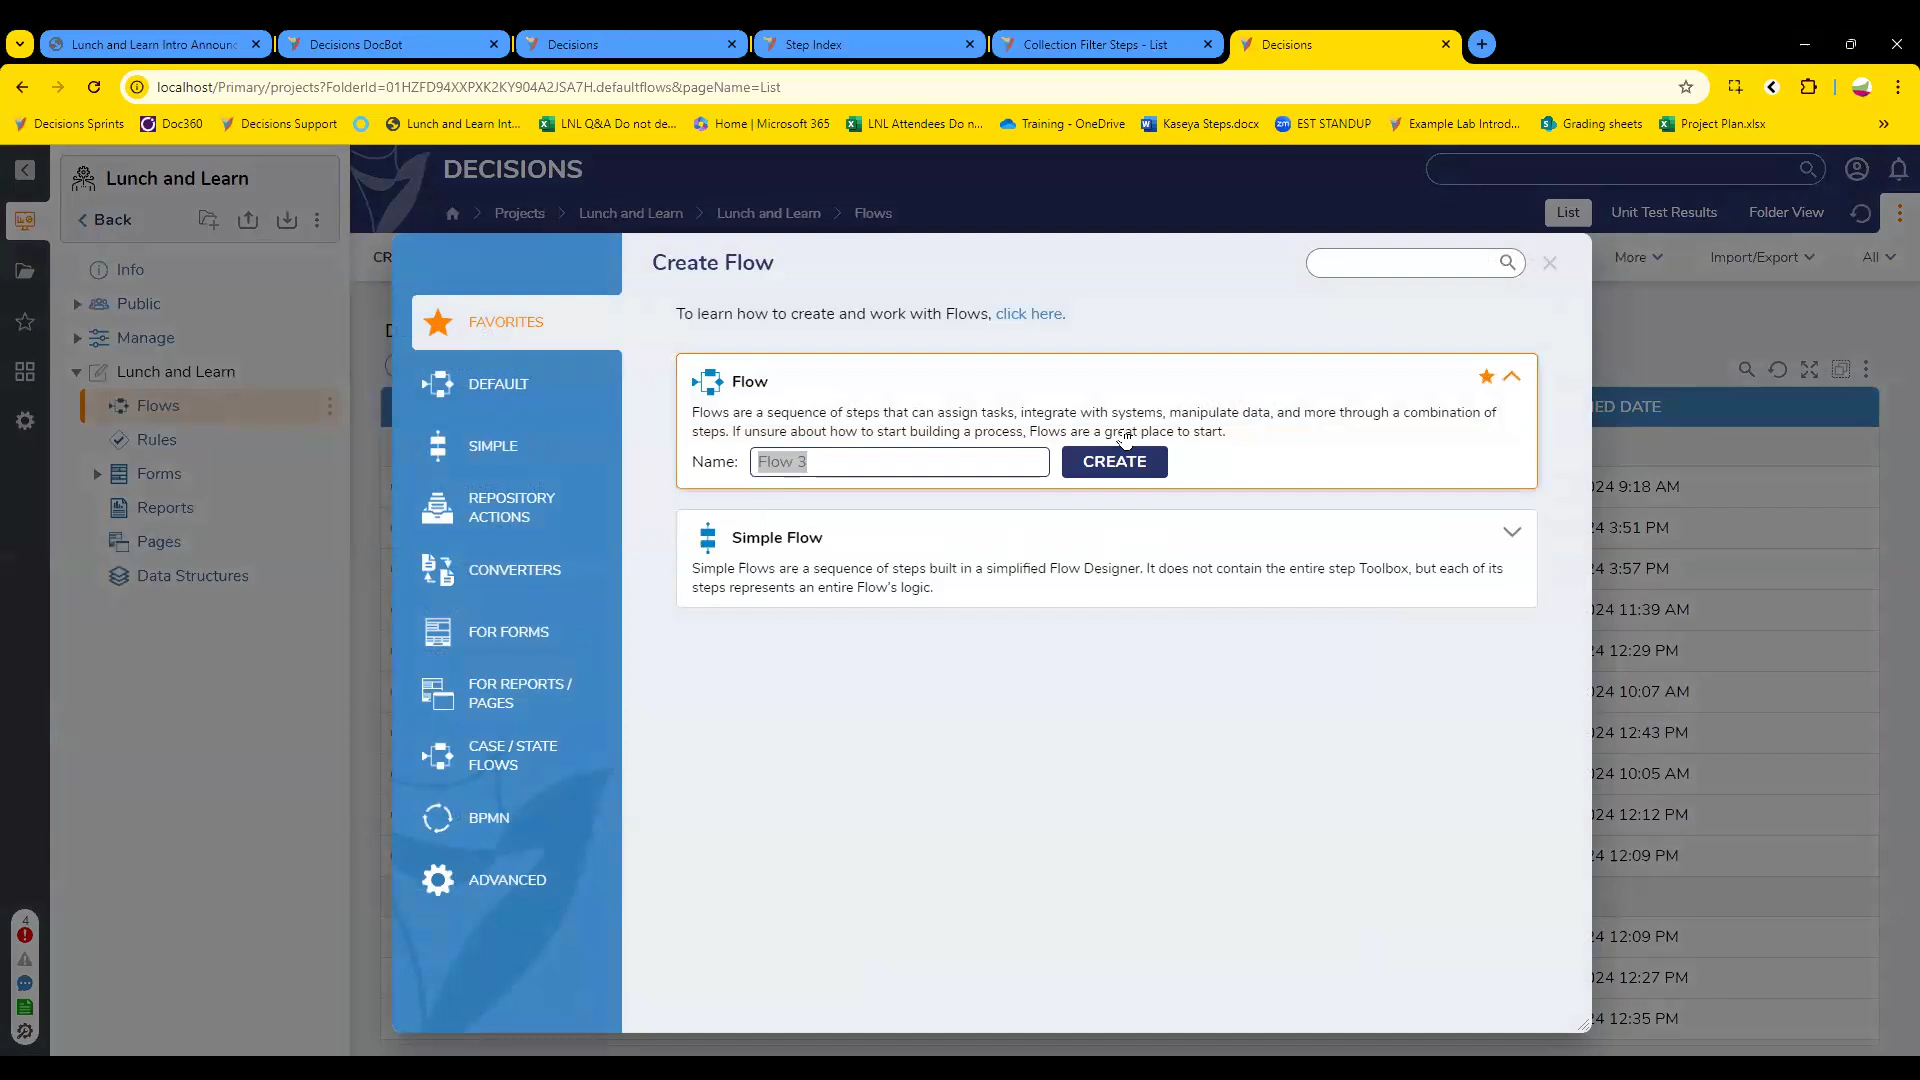 Lunch and Learn Intro Announc
Decisions DocBot
Decisions
Step Index
Collection Filter Steps - List
Decisions
localhost/Primary/projects?FolderId=01HZFD94XXPXK2KY904A2JSA7H.defaultflows&pageName=List
Decisions Sprints
Doc360
Decisions Support
Lunch and Learn Int...
LNL Q&A Do not de...
Home | Microsoft 365
LNL Attendees Do n...
Training - OneDrive
Kaseya Steps.docx
EST STANDUP
Example Lab Introd...
Grading sheets
Project Plan.xlsx
Lunch and Learn
Back
Info
Public
Manage
Lunch and Learn
Flows
Rules
Forms
Reports
Pages
Data Structures
4
DECISIONS
Projects
Lunch and Learn
Lunch and Learn
Flows
List
Unit Test Results
Folder View
CR
More
Import/Export
All
D
Create Flow
FAVORITES
DEFAULT
SIMPLE
REPOSITORY
ACTIONS
CONVERTERS
FOR FORMS
FOR REPORTS /
PAGES
CASE / STATE
FLOWS
BPMN
ADVANCED
To learn how to create and work with Flows, click here.
Flow
Flows are a sequence of steps that can assign tasks, integrate with systems, manipulate data, and more through a combination of
steps. If unsure about how to start building a process, Flows are a great place to start.
Name:
Flow 3
CREATE
Simple Flow
Simple Flows are a sequence of steps built in a simplified Flow Designer. It does not contain the entire step Toolbox, but each of its
steps represents an entire Flow's logic.
IED DATE
024 9:18 AM
24 3:51 PM
24 3:57 PM
024 11:39 AM
24 12:29 PM
024 10:07 AM
024 12:43 PM
024 10:05 AM
024 12:12 PM
024 12:09 PM
24 12:09 PM
24 12:27 PM
24 12:35 PM